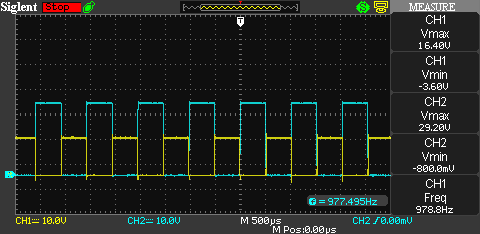 Siglent Stop MEASURE
CH1
Vmax
16.40V
CH1
Vmin
-3.60V
CH2
Vmax
29.20V
CH2
Vmin
-800.0mV
CH1
Freq
978.8Hz
= 977.495Hz
CH1 10.0V CH2 10.0V M 500µs CH2 / 0.00mV
M Pos:0.00µs